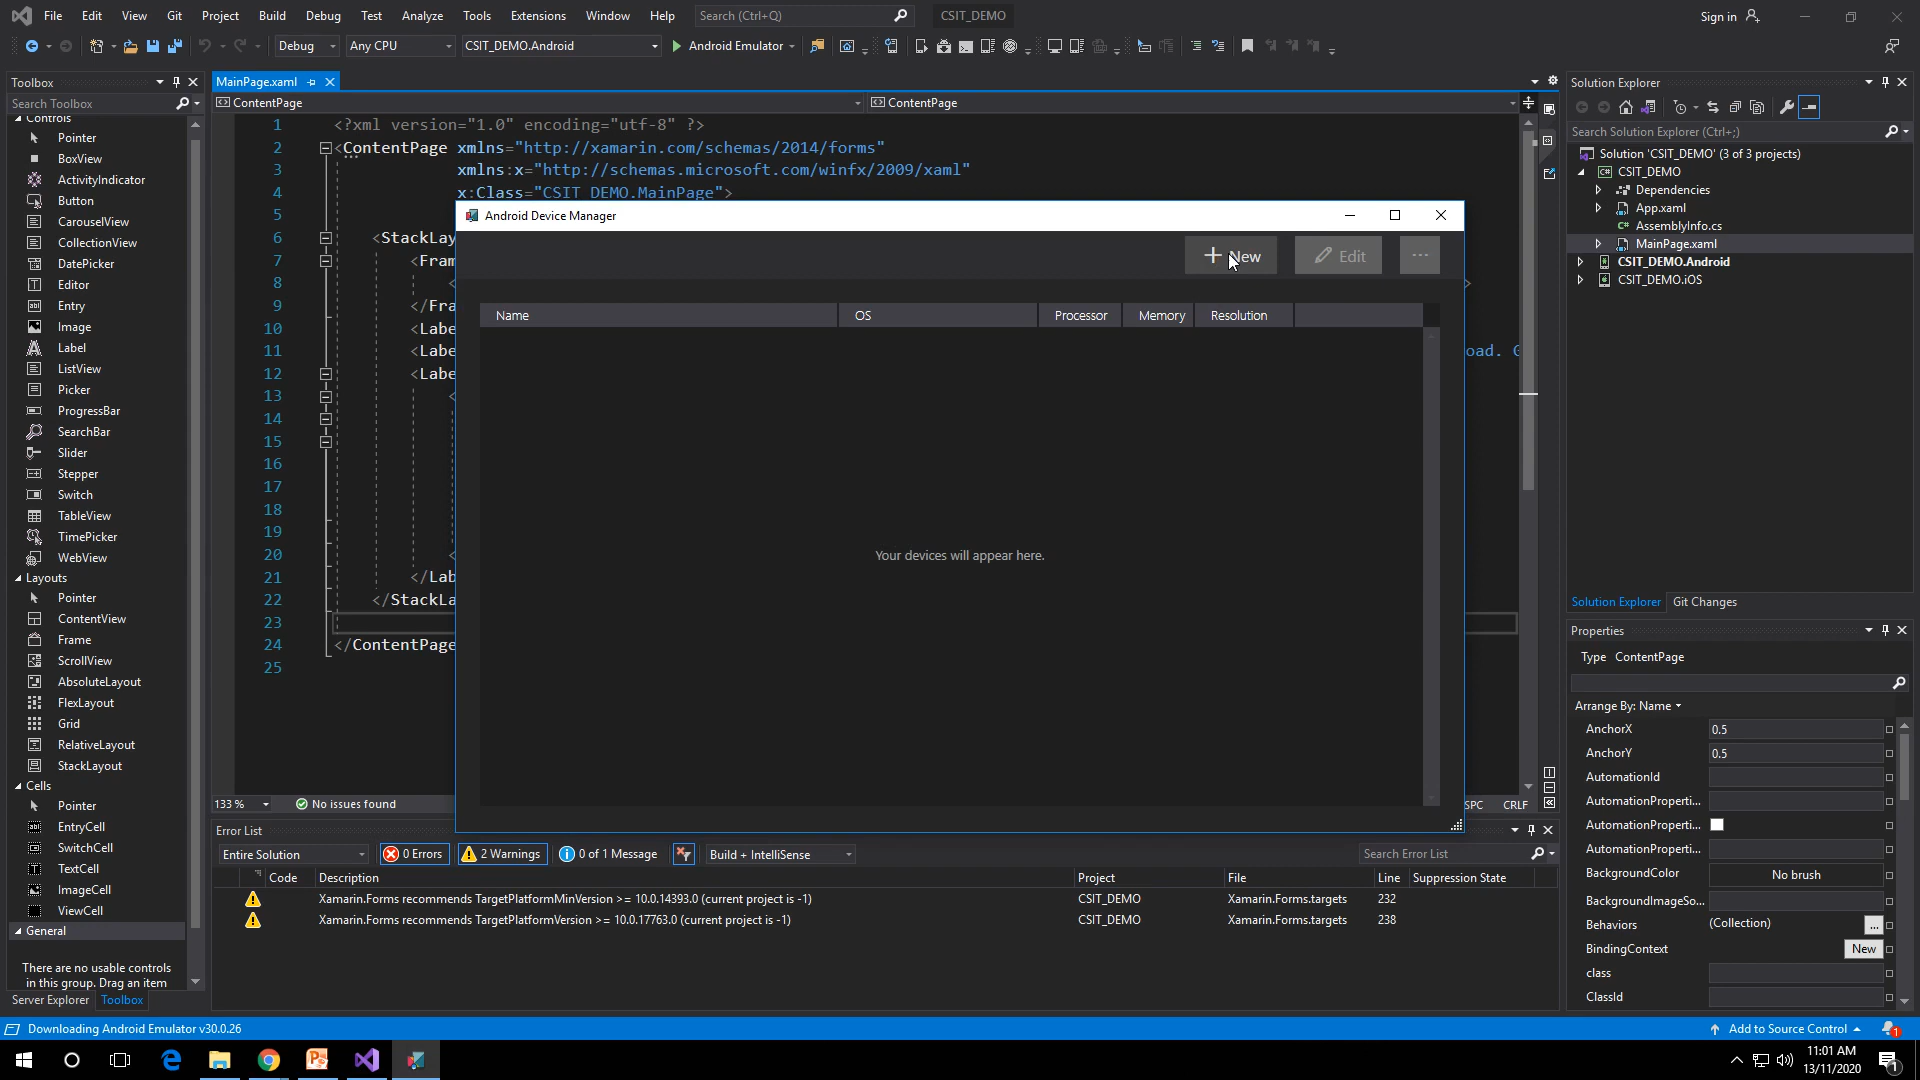 File Edit View Git Project Build Debug Test Analyze Tools Extensions Window Help Search (Ctrl+Q) CSIT_DEMO Sign in
Debug Any CPU CSIT_DEMO.Android Android Emulator
Toolbox
Search Toolbox
Controls
Pointer
BoxView
ActivityIndicator
Button
CarouselView
CollectionView
DatePicker
Editor
Entry
Image
Label
ListView
Picker
ProgressBar
SearchBar
Slider
Stepper
Switch
TableView
TimePicker
WebView
Layouts
Pointer
ContentView
Frame
ScrollView
AbsoluteLayout
FlexLayout
Grid
RelativeLayout
StackLayout
Cells
Pointer
EntryCell
SwitchCell
TextCell
ImageCell
ViewCell
General
There are no usable controls
in this group. Drag an item
Server Explorer Toolbox
MainPage.xaml
ContentPage ContentPage
1 <?xml version="1.0" encoding="utf-8" ?>
2 <ContentPage xmlns="http://xamarin.com/schemas/2014/forms"
3 xmlns:x="http://schemas.microsoft.com/winfx/2009/xaml"
4 x:Class="CSIT_DEMO.MainPage">
5
6 <StackLay
7 <Fram
8 < >
9 </Fra
10 <Labe
11 <Labe oad. G
12 <Labe
13 <
14
15
16
17
18
19
20 <
21 </Lab
22 </StackLa
23
24 </ContentPage
25
133 % No issues found SPC CRLF
Android Device Manager
New Edit ...
Name OS Processor Memory Resolution
Your devices will appear here.
Error List
Entire Solution 0 Errors 2 Warnings 0 of 1 Message Build + IntelliSense Search Error List
Code Description Project File Line Suppression State
Xamarin.Forms recommends TargetPlatformMinVersion >= 10.0.14393.0 (current project is -1) CSIT_DEMO Xamarin.Forms.targets 232
Xamarin.Forms recommends TargetPlatformVersion >= 10.0.17763.0 (current project is -1) CSIT_DEMO Xamarin.Forms.targets 238
Solution Explorer
Search Solution Explorer (Ctrl+;)
Solution 'CSIT_DEMO' (3 of 3 projects)
CSIT_DEMO
Dependencies
App.xaml
AssemblyInfo.cs
MainPage.xaml
CSIT_DEMO.Android
CSIT_DEMO.iOS
Solution Explorer Git Changes
Properties
Type ContentPage
Arrange By: Name
AnchorX 0.5
AnchorY 0.5
AutomationId
AutomationProperti...
AutomationProperti...
AutomationProperti...
BackgroundColor No brush
BackgroundImageSo...
Behaviors (Collection) ...
BindingContext New
class
ClassId
Downloading Android Emulator v30.0.26 Add to Source Control 1
11:01 AM
13/11/2020 1